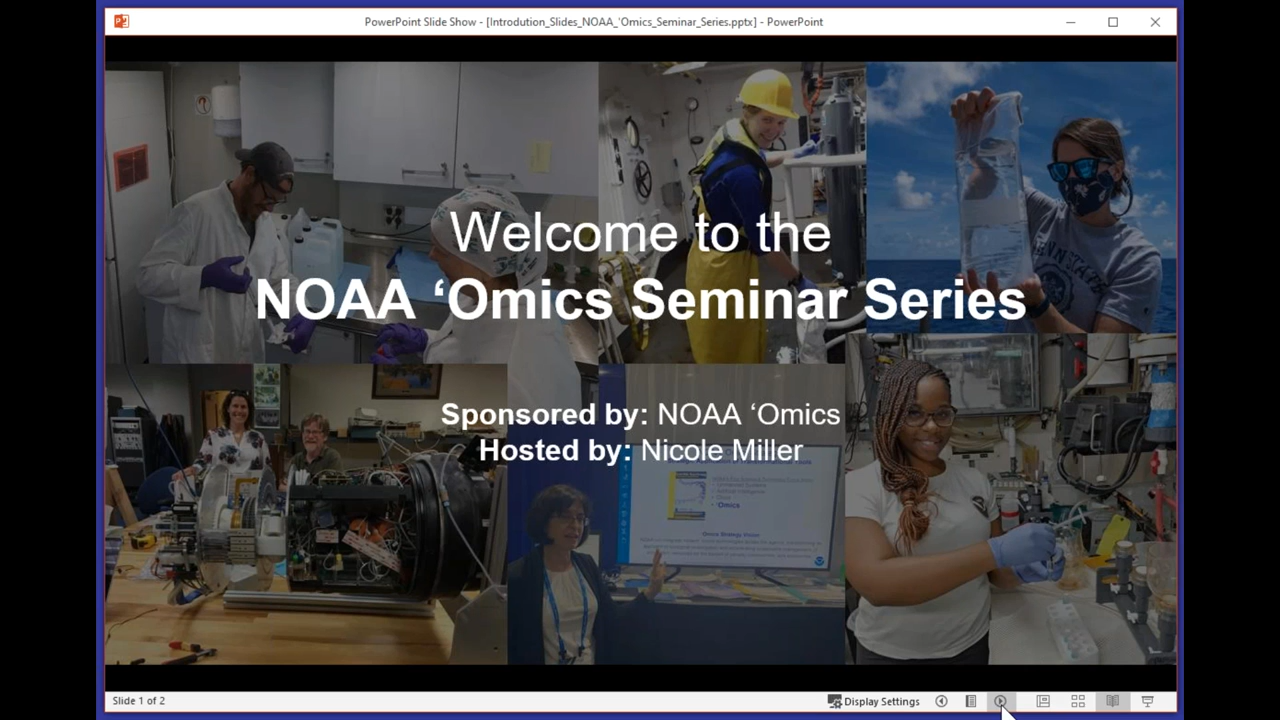 PowerPoint Slide Show - [Introdution_Slides_NOAA_'Omics_Seminar_Series.pptx] - PowerPoint
Welcome to the
NOAA ‘Omics Seminar Series
Sponsored by: NOAA ‘Omics
Hosted by: Nicole Miller
‘Omics
Omics Strategy Vision
Slide 1 of 2
Display Settings